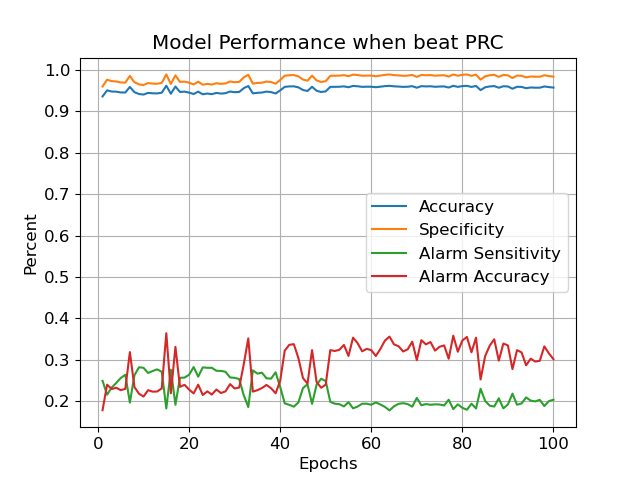 Model Performance when beat PRC
1.0
0.9
0.8
0.7
0.6
0.5
0.4
0.3
0.2
Percent
Accuracy
Specificity
Alarm Sensitivity
Alarm Accuracy
0 20 40 60 80 100
Epochs